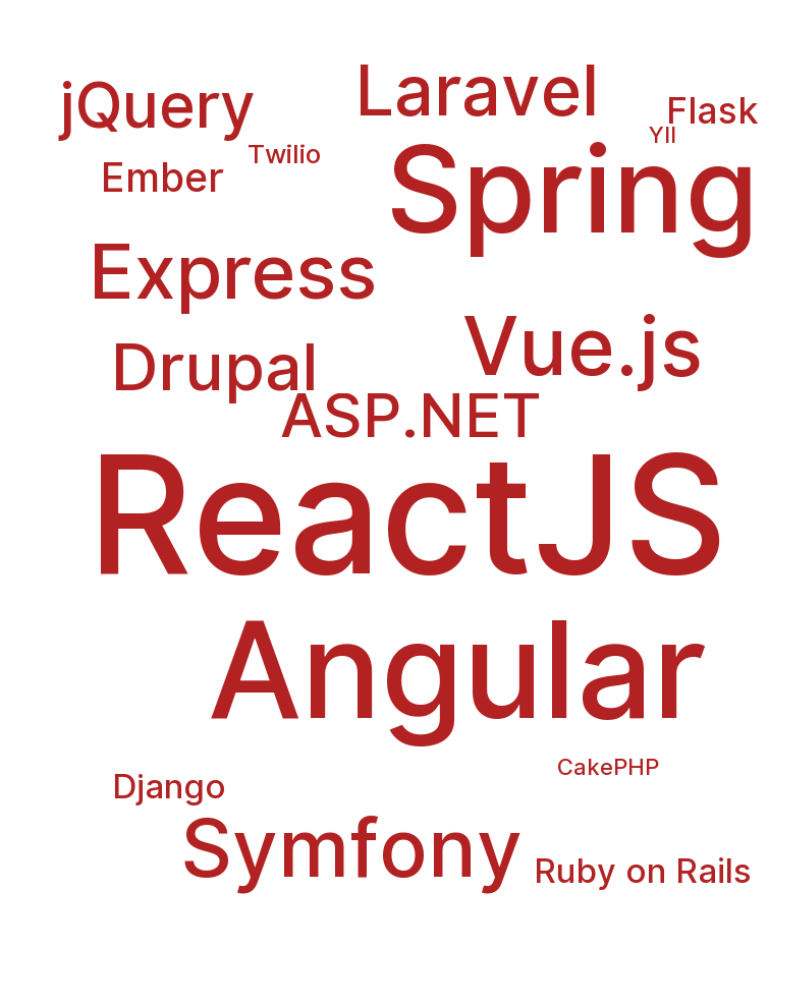 Laravel
jQuery
Flask
YII
Twilio
Ember
Spring
Express
Vue.js
Drupal
ASP.NET
ReactJS
Angular
CakePHP
Django
Symfony
Ruby on Rails